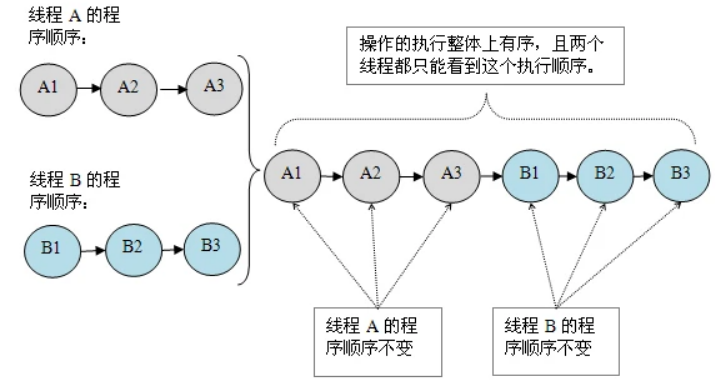 线程 A 的程
序顺序：
A1
A2
A3
线程 B 的程
序顺序：
B1
B2
B3
操作的执行整体上有序，且两个
线程都只能看到这个执行顺序。
A1
A2
A3
B1
B2
B3
线程 A 的程
序顺序不变
线程 B 的程
序顺序不变